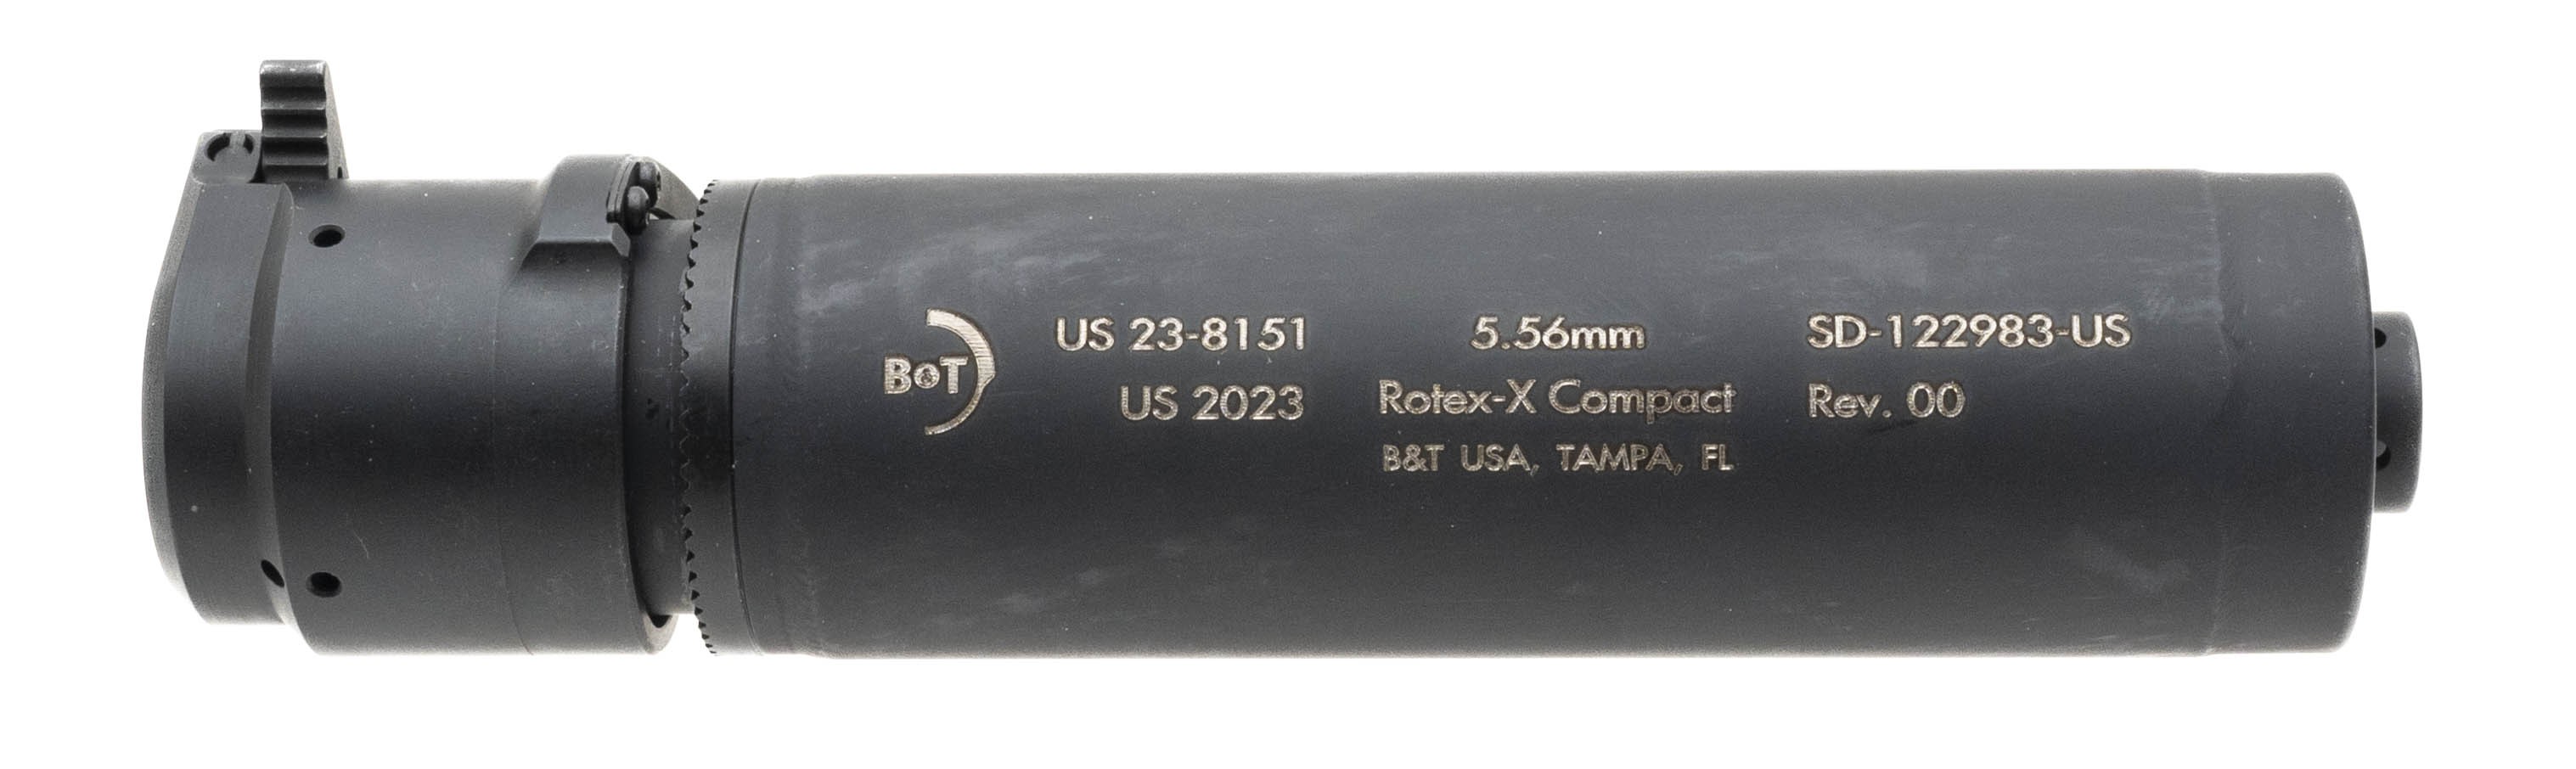 B&T
US 23-8151
US 2023
5.56mm
Rotex-X Compact
B&T USA, TAMPA, FL
SD-122983-US
Rev. 00